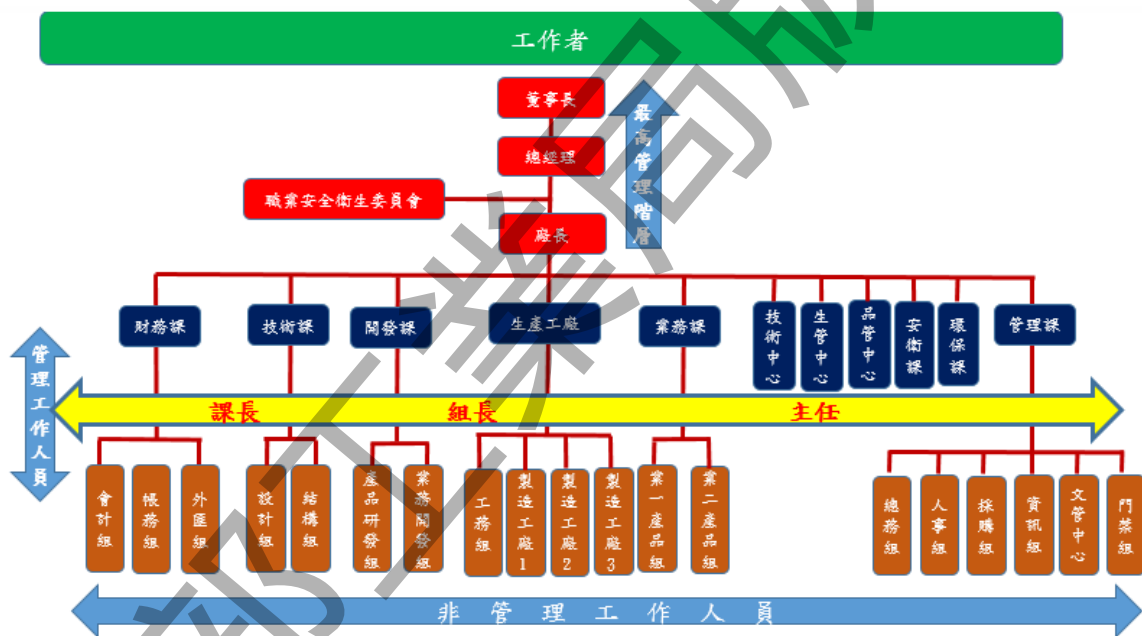 工作者
董事長
最高管理階層
總經理
職業安全衛生委員會
廠長
財務課
技術課
開發課
生產工廠
業務課
技術中心
生管中心
品管中心
安衛課
環保課
管理課
管理工作人員
課長
組長
主任
會計組
帳務組
外匯組
設計組
結構組
產品研發組
業務開發組
工務組
製造工廠1
製造工廠2
製造工廠3
業一產品組
業二產品組
總務組
人事組
採購組
資訊組
文管中心
門禁組
非管理工作人員
部工業局版